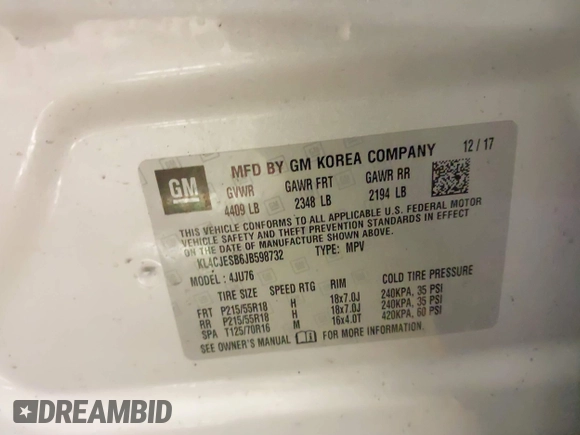 GM
MFD BY GM KOREA COMPANY 12 / 17
GVWR GAWR FRT GAWR RR
4409 LB 2348 LB 2194 LB
THIS VEHICLE CONFORMS TO ALL APPLICABLE U.S. FEDERAL MOTOR
VEHICLE SAFETY AND THEFT PREVENTION STANDARDS IN EFFECT
ON THE DATE OF MANUFACTURE SHOWN ABOVE.
KL4CJESB6JB598732 TYPE: MPV
MODEL : 4JU76
TIRE SIZE SPEED RTG RIM COLD TIRE PRESSURE
FRT P215/55R18 H 18x7.0J 240KPA, 35 PSI
RR P215/55R18 H 18x7.0J 240KPA, 35 PSI
SPA T125/70R16 M 16x4.0T 420KPA, 60 PSI
SEE OWNER'S MANUAL FOR MORE INFORMATION.
DREAMBID